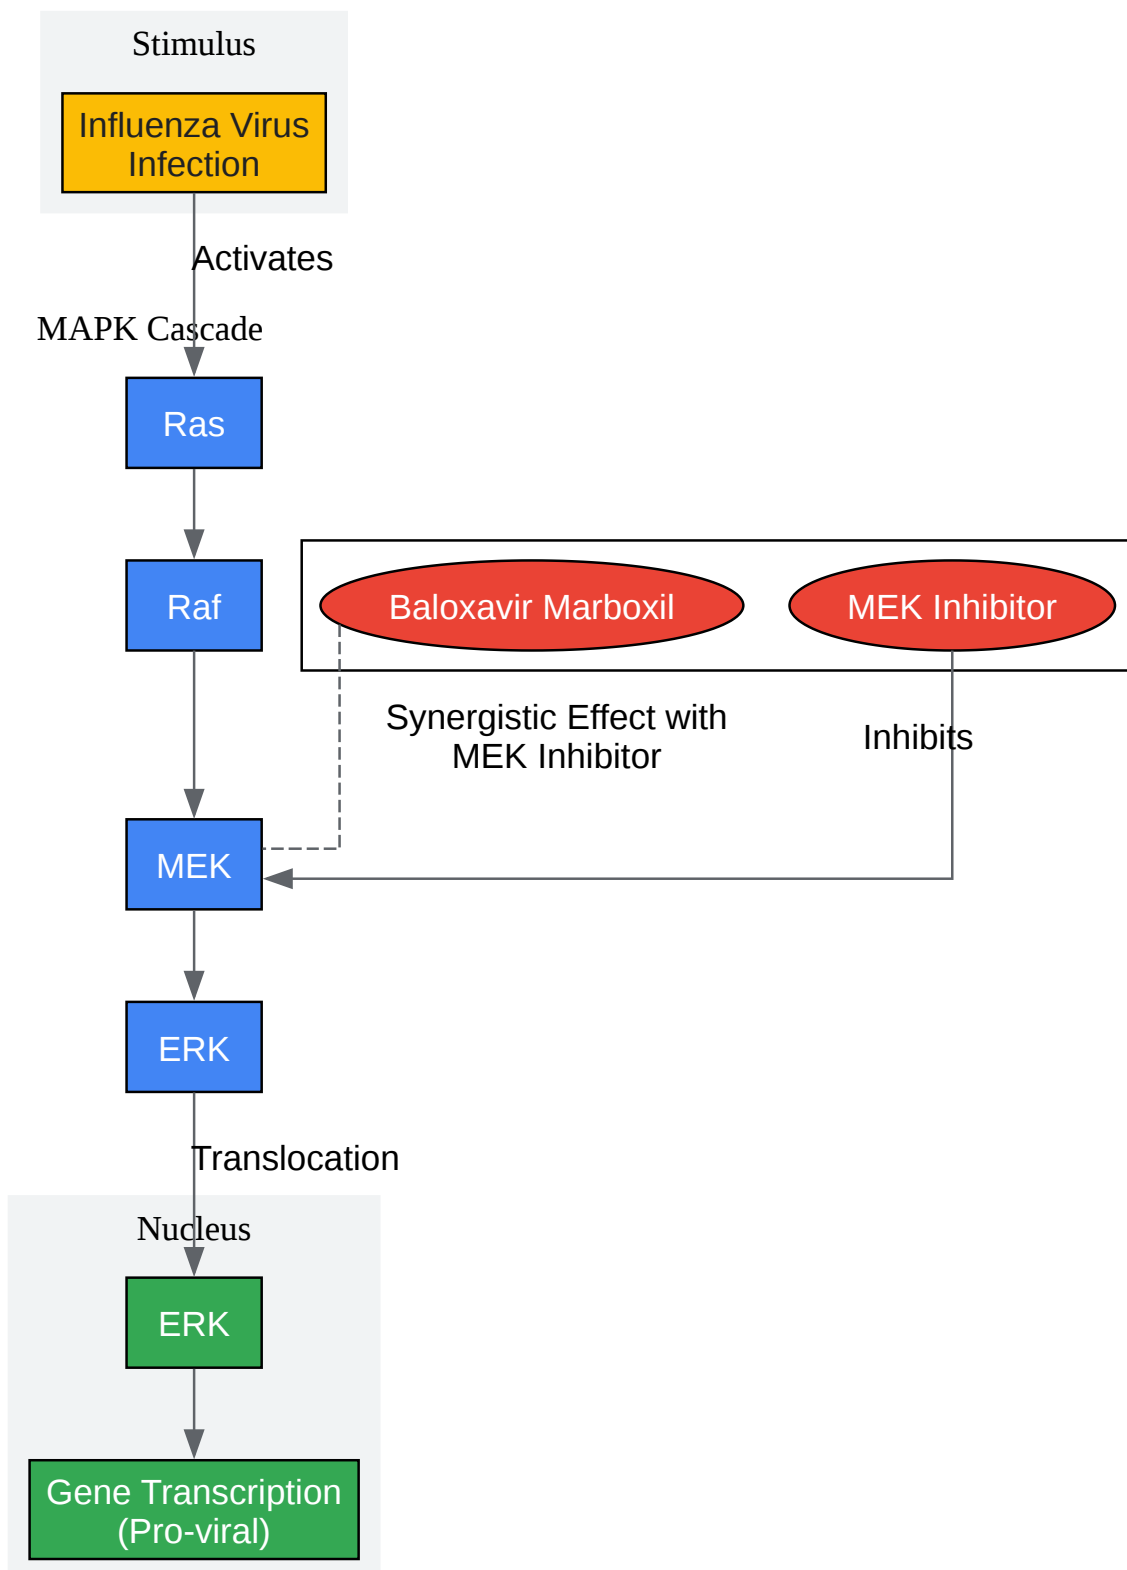 Stimulus
Influenza Virus
Infection
Activates
MAPK Cascade
Ras
Raf
Baloxavir Marboxil
MEK Inhibitor
Synergistic Effect with
MEK Inhibitor
Inhibits
MEK
ERK
Translocation
Nucleus
ERK
Gene Transcription
(Pro-viral)